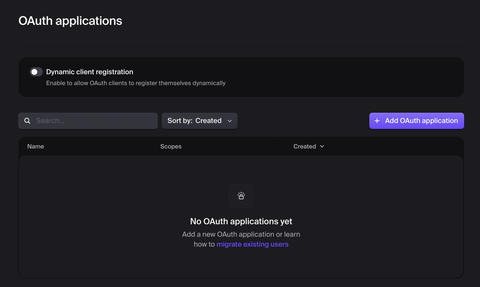 OAuth applications
Dynamic client registration
Enable to allow OAuth clients to register themselves dynamically
Search...
Sort by: Created
+ Add OAuth application
Name
Scopes
Created
No OAuth applications yet
Add a new OAuth application or learn
how to migrate existing users